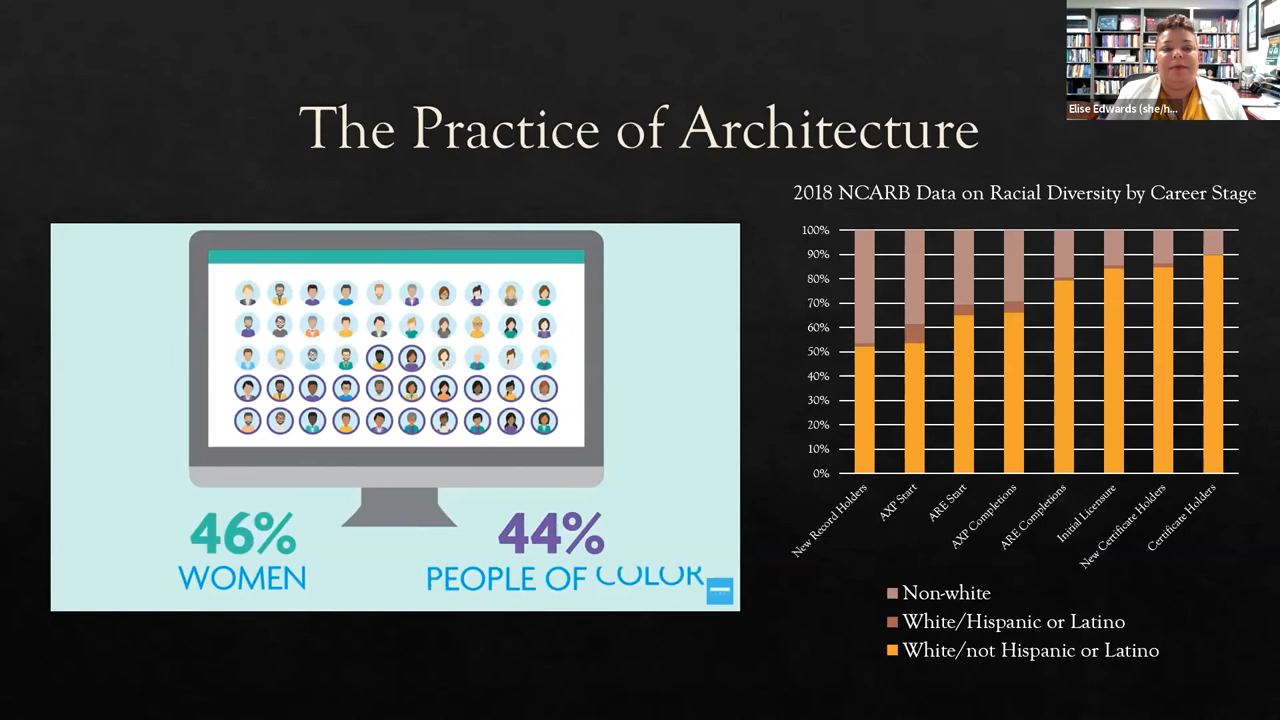 Elise Edwards (she/h...
The Practice of Architecture
2018 NCARB Data on Racial Diversity by Career Stage
100%
90%
80%
70%
60%
50%
40%
30%
20%
10%
0%
New Record Holders
AXP Start
ARE Start
AXP Completions
ARE Completions
Initial Licensure
New Certificate Holders
Certificate Holders
Non-white
White/Hispanic or Latino
White/not Hispanic or Latino
46%
WOMEN
44%
PEOPLE OF COLOR